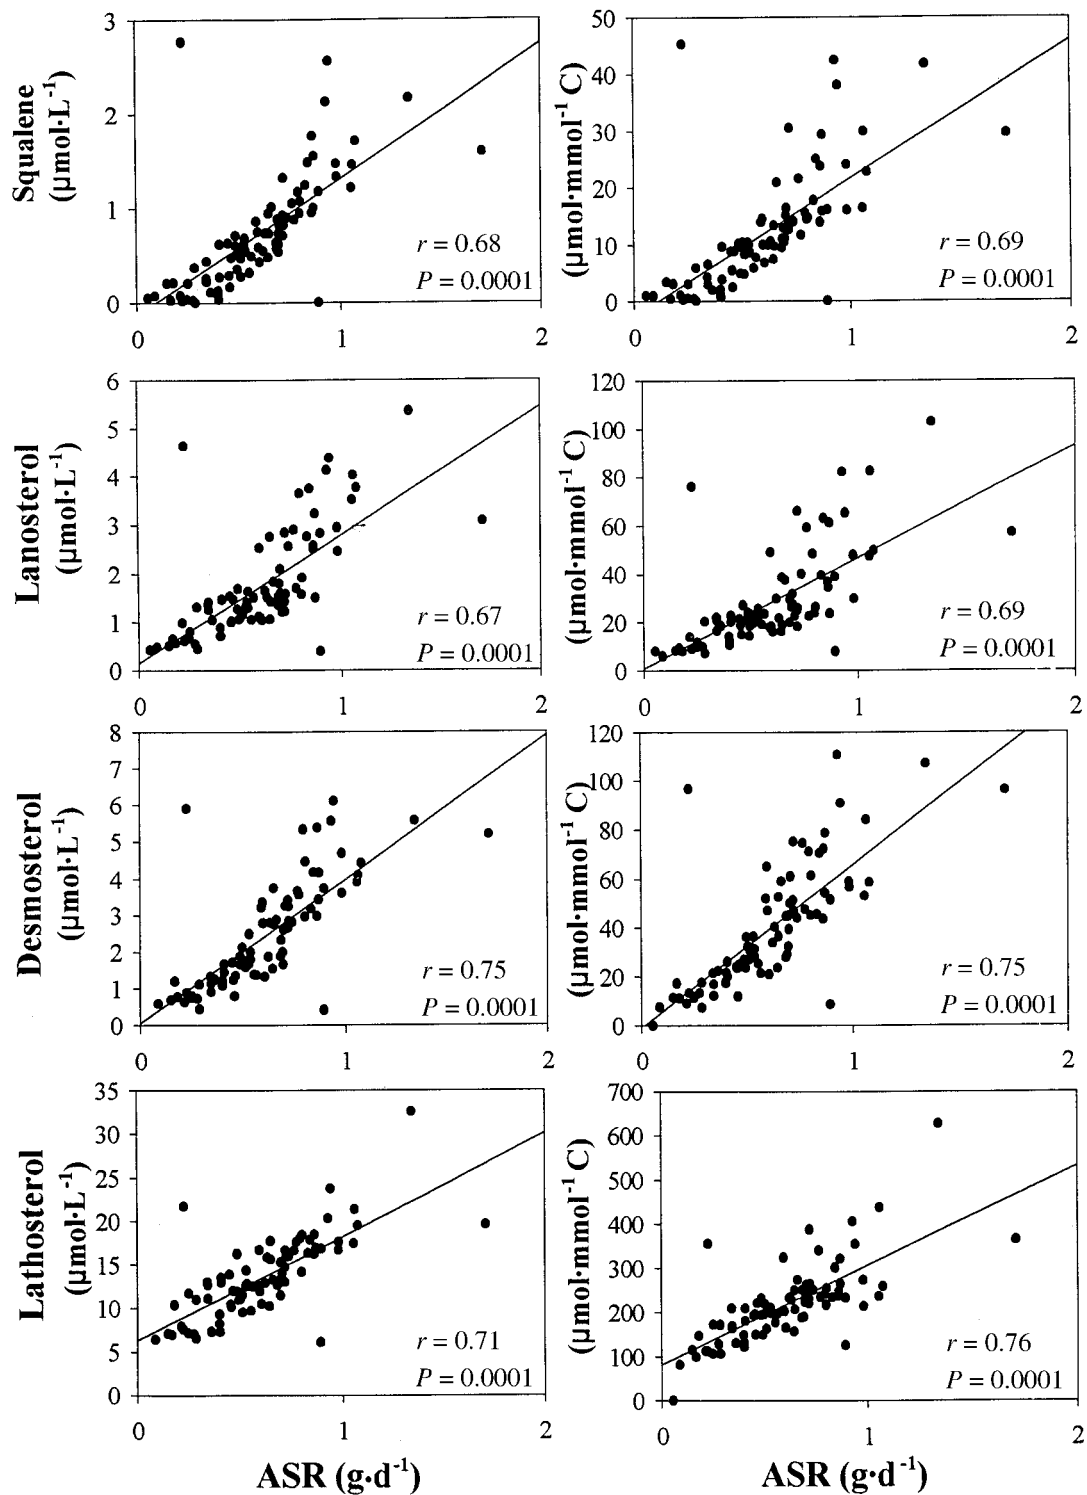 Squalene
(µmol·L⁻¹)
3
2
1
0
r = 0.68
P = 0.0001
0 1 2
(µmol·mmol⁻¹ C)
50
40
30
20
10
0
r = 0.69
P = 0.0001
0 1 2
Lanosterol
(µmol·L⁻¹)
6
5
4
3
2
1
0
r = 0.67
P = 0.0001
0 1 2
(µmol·mmol⁻¹ C)
120
100
80
60
40
20
0
r = 0.69
P = 0.0001
0 1 2
Desmosterol
(µmol·L⁻¹)
8
7
6
5
4
3
2
1
0
r = 0.75
P = 0.0001
0 1 2
(µmol·mmol⁻¹ C)
120
100
80
60
40
20
0
r = 0.75
P = 0.0001
0 1 2
Lathosterol
(µmol·L⁻¹)
35
30
25
20
15
10
5
0
r = 0.71
P = 0.0001
0 1 2
ASR (g·d⁻¹)
(µmol·mmol⁻¹ C)
700
600
500
400
300
200
100
0
r = 0.76
P = 0.0001
0 1 2
ASR (g·d⁻¹)